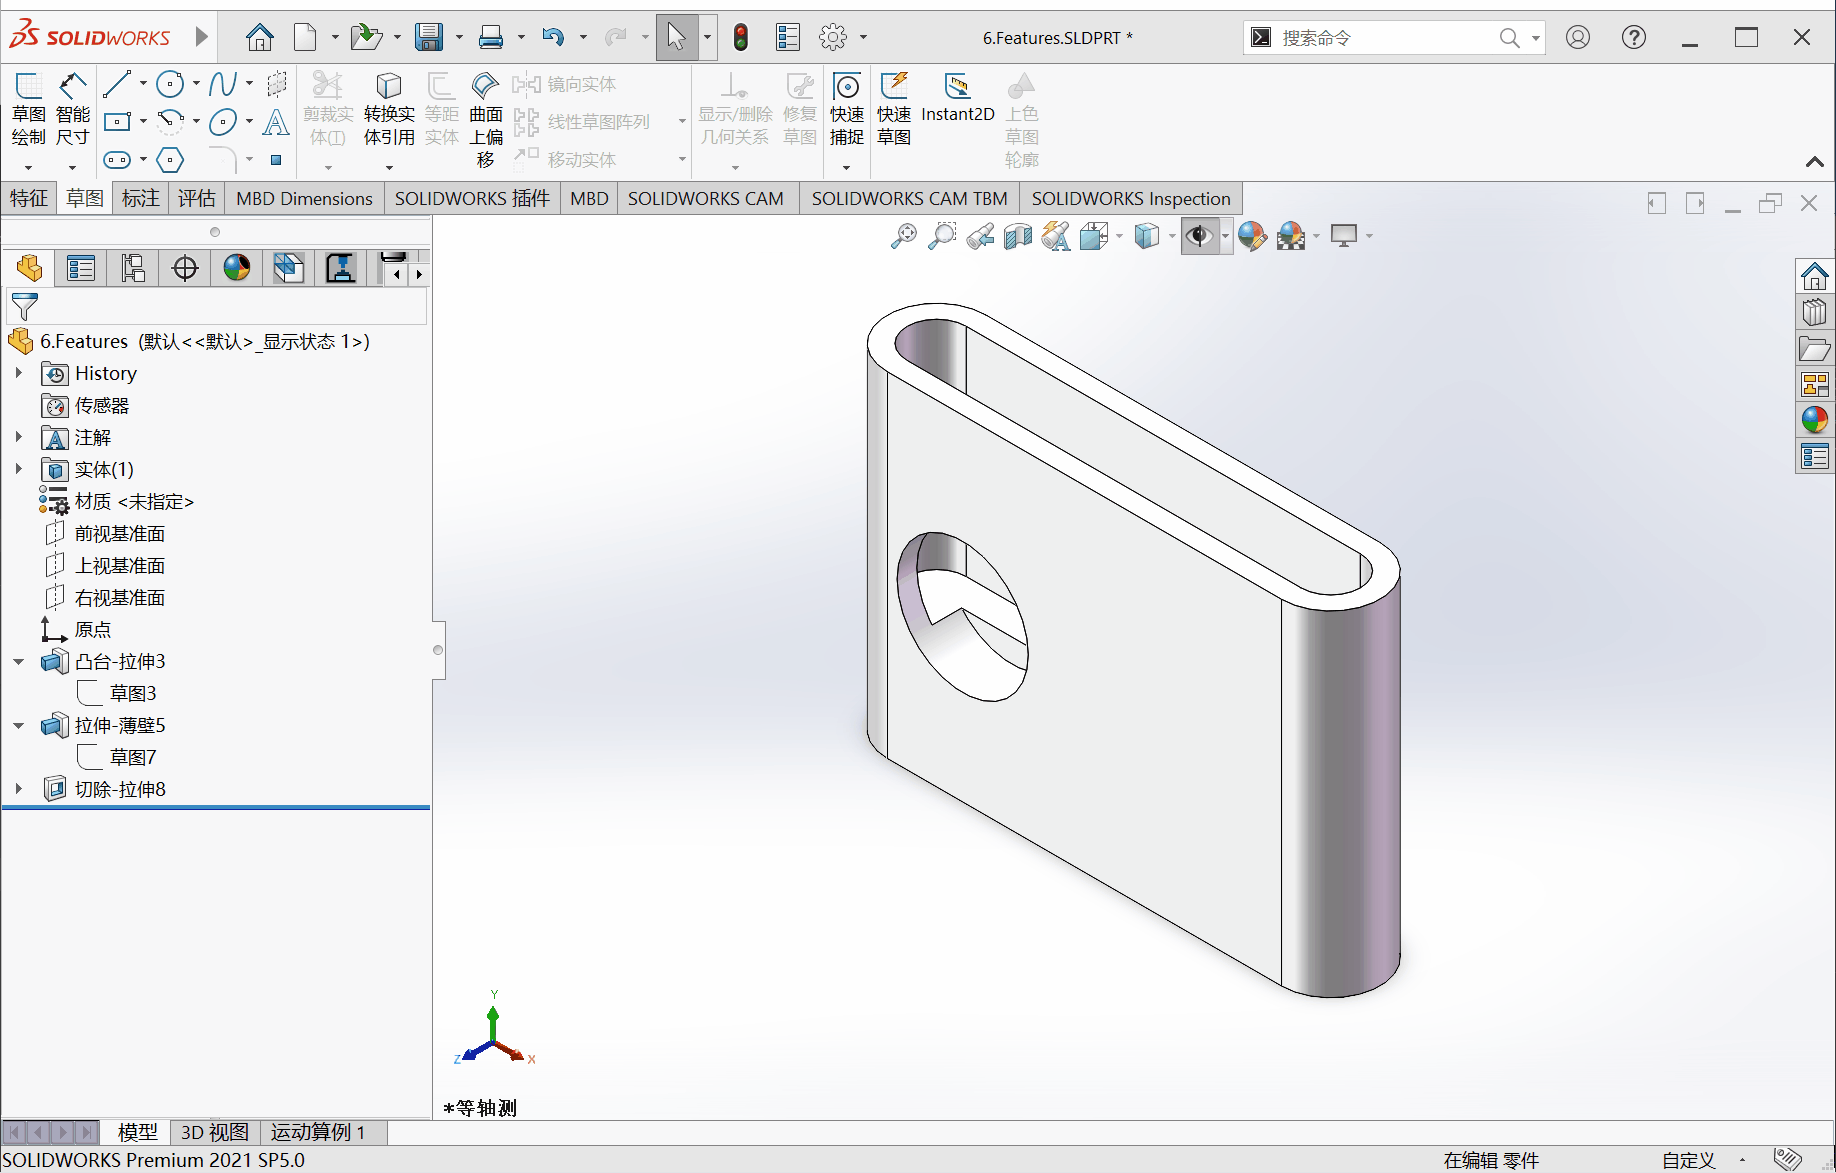 SOLIDWORKS
6.Features.SLDPRT *
搜索命令
草图绘制
智能尺寸
剪裁实体(T)
转换实体引用
等距实体
曲面上偏移
镜向实体
线性草图阵列
移动实体
显示/删除几何关系
修复草图
快速捕捉
快速草图
Instant2D
上色草图轮廓
特征
草图
标注
评估
MBD Dimensions
SOLIDWORKS 插件
MBD
SOLIDWORKS CAM
SOLIDWORKS CAM TBM
SOLIDWORKS Inspection
6.Features (默认<<默认>_显示状态 1>)
History
传感器
注解
实体(1)
材质 <未指定>
前视基准面
上视基准面
右视基准面
原点
凸台-拉伸3
草图3
拉伸-薄壁5
草图7
切除-拉伸8
Y
Z
X
*等轴测
模型
3D 视图
运动算例 1
SOLIDWORKS Premium 2021 SP5.0
在编辑 零件
自定义